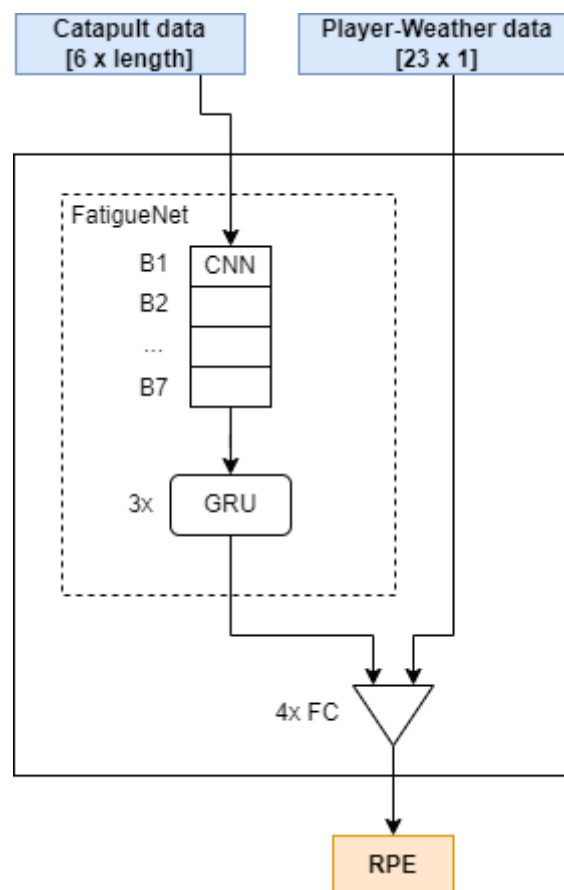 Catapult data
[6 x length]
Player-Weather data
[23 x 1]
FatigueNet
B1
CNN
B2
...
B7
3x
GRU
4x FC
RPE